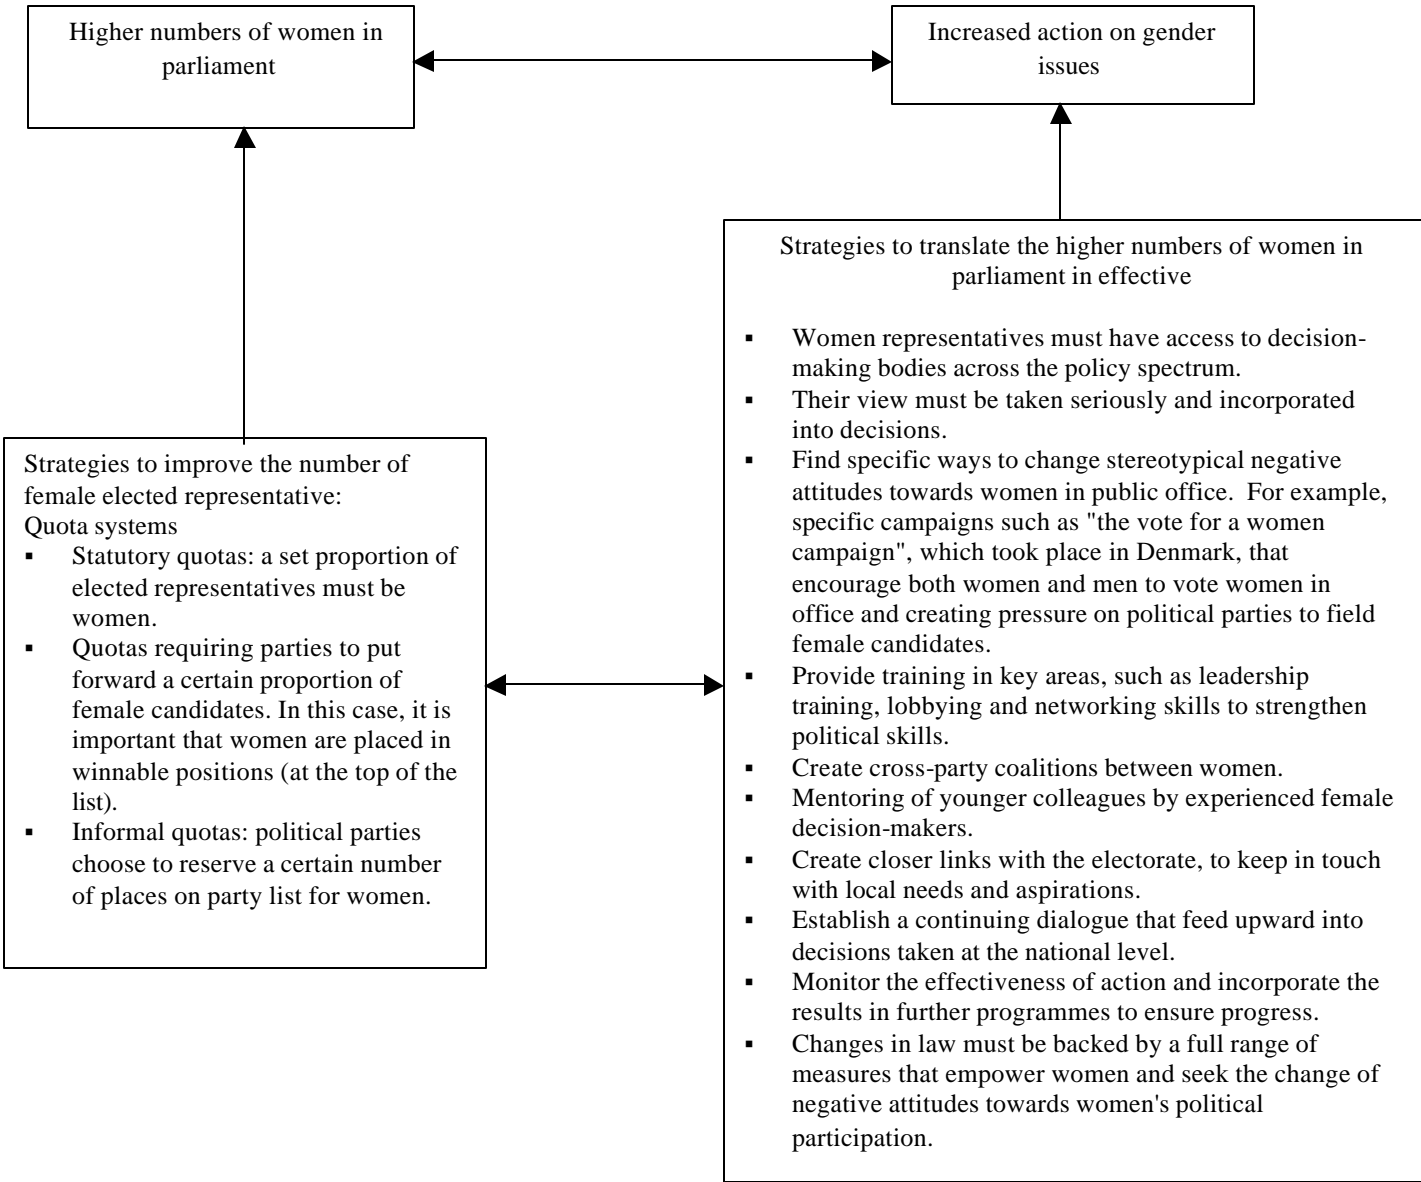 Higher numbers of women in
parliament
Increased action on gender
issues
Strategies to improve the number of
female elected representative:
Quota systems
▪ Statutory quotas: a set proportion of
elected representatives must be
women.
▪ Quotas requiring parties to put
forward a certain proportion of
female candidates. In this case, it is
important that women are placed in
winnable positions (at the top of the
list).
▪ Informal quotas: political parties
choose to reserve a certain number
of places on party list for women.
Strategies to translate the higher numbers of women in
parliament in effective
▪ Women representatives must have access to decision-
making bodies across the policy spectrum.
▪ Their view must be taken seriously and incorporated
into decisions.
▪ Find specific ways to change stereotypical negative
attitudes towards women in public office. For example,
specific campaigns such as "the vote for a women
campaign", which took place in Denmark, that
encourage both women and men to vote women in
office and creating pressure on political parties to field
female candidates.
▪ Provide training in key areas, such as leadership
training, lobbying and networking skills to strengthen
political skills.
▪ Create cross-party coalitions between women.
▪ Mentoring of younger colleagues by experienced female
decision-makers.
▪ Create closer links with the electorate, to keep in touch
with local needs and aspirations.
▪ Establish a continuing dialogue that feed upward into
decisions taken at the national level.
▪ Monitor the effectiveness of action and incorporate the
results in further programmes to ensure progress.
▪ Changes in law must be backed by a full range of
measures that empower women and seek the change of
negative attitudes towards women's political
participation.